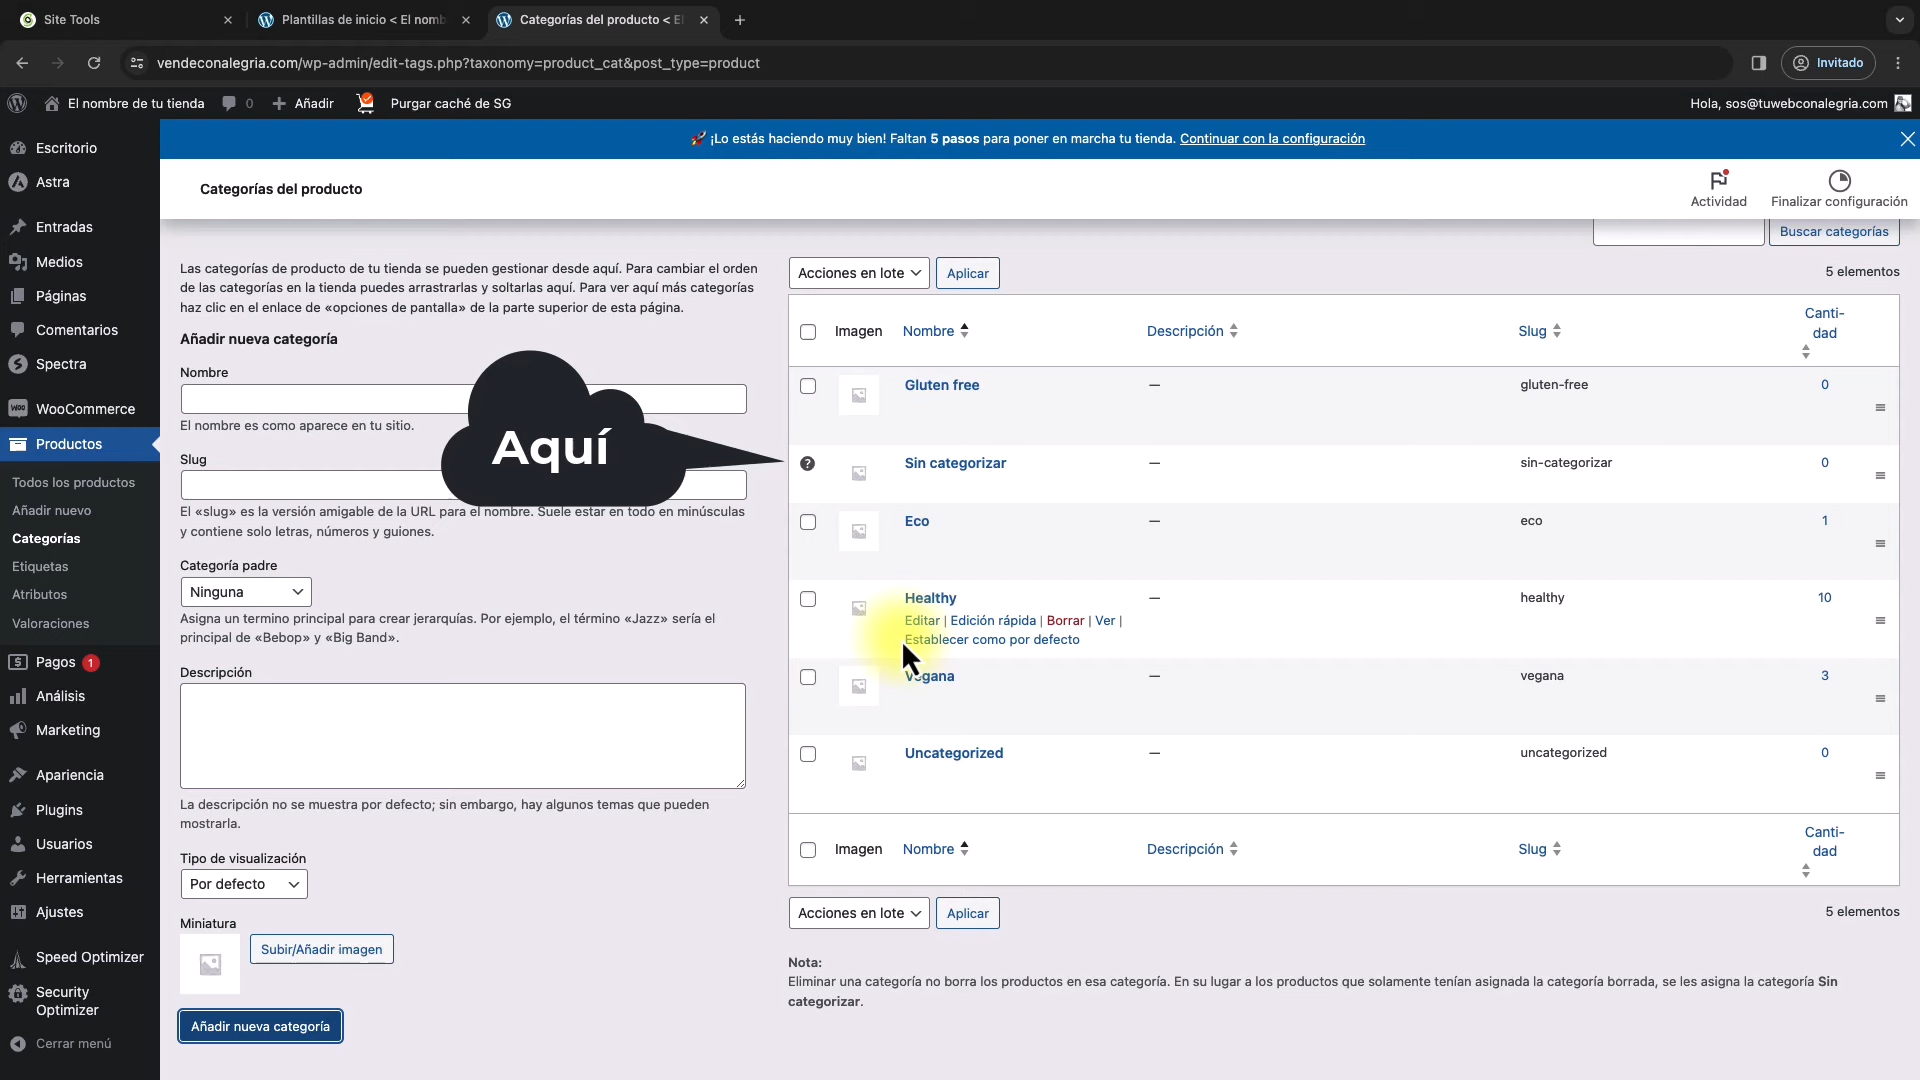 Site Tools
Plantillas de inicio < El nomb
Categorías del producto < El
vendeconalegria.com/wp-admin/edit-tags.php?taxonomy=product_cat&post_type=product
Invitado
El nombre de tu tienda
0
Añadir
Purgar caché de SG
Hola, sos@tuwebconalegria.com
¡Lo estás haciendo muy bien! Faltan 5 pasos para poner en marcha tu tienda. Continuar con la configuración
Categorías del producto
Actividad
Finalizar configuración
Escritorio
Astra
Entradas
Medios
Páginas
Comentarios
Spectra
WooCommerce
Productos
Todos los productos
Añadir nuevo
Categorías
Etiquetas
Atributos
Valoraciones
Pagos 1
Análisis
Marketing
Apariencia
Plugins
Usuarios
Herramientas
Ajustes
Speed Optimizer
Security
Optimizer
Cerrar menú
Las categorías de producto de tu tienda se pueden gestionar desde aquí. Para cambiar el orden
de las categorías en la tienda puedes arrastrarlas y soltarlas aquí. Para ver aquí más categorías
haz clic en el enlace de «opciones de pantalla» de la parte superior de esta página.
Añadir nueva categoría
Nombre
El nombre es como aparece en tu sitio.
Slug
El «slug» es la versión amigable de la URL para el nombre. Suele estar en todo en minúsculas
y contiene solo letras, números y guiones.
Categoría padre
Ninguna
Asigna un termino principal para crear jerarquías. Por ejemplo, el término «Jazz» sería el
principal de «Bebop» y «Big Band».
Descripción
La descripción no se muestra por defecto; sin embargo, hay algunos temas que pueden
mostrarla.
Tipo de visualización
Por defecto
Miniatura
Subir/Añadir imagen
Añadir nueva categoría
Aquí
Buscar categorías
Acciones en lote
Aplicar
5 elementos
Imagen Nombre Descripción Slug Canti-
dad
Gluten free — gluten-free 0
Sin categorizar — sin-categorizar 0
Eco — eco 1
Healthy — healthy 10
Editar | Edición rápida | Borrar | Ver |
Establecer como por defecto
Vegana — vegana 3
Uncategorized — uncategorized 0
Imagen Nombre Descripción Slug Canti-
dad
Acciones en lote
Aplicar
5 elementos
Nota:
Eliminar una categoría no borra los productos en esa categoría. En su lugar a los productos que solamente tenían asignada la categoría borrada, se les asigna la categoría Sin
categorizar.